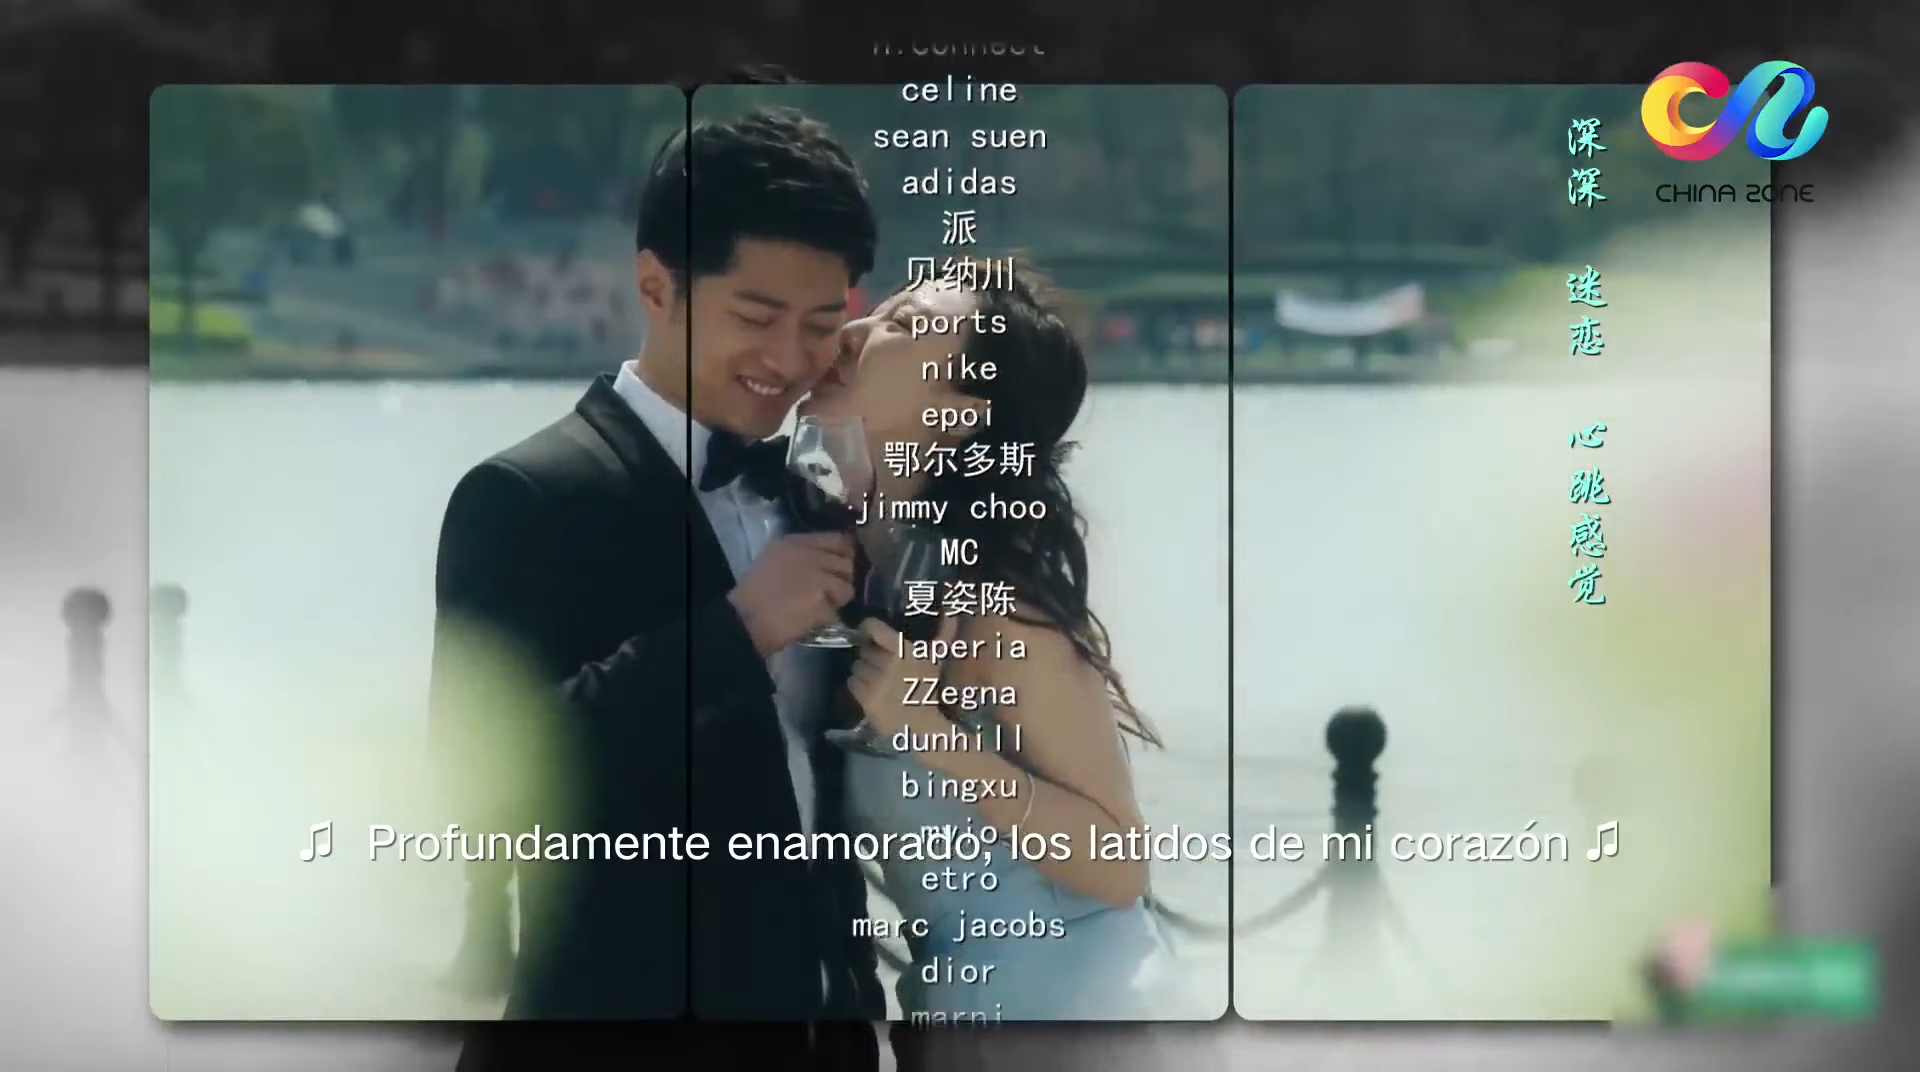 celine
sean suen
adidas
派
贝纳川
ports
nike
epoi
鄂尔多斯
jimmy choo
MC
夏姿陈
laperia
ZZegna
dunhill
bingxu
♫ Profundamente enamorado, los latidos de mi corazón ♫
etro
marc jacobs
dior
marni
深深 迷恋 心跳感觉
CHINA ZONE